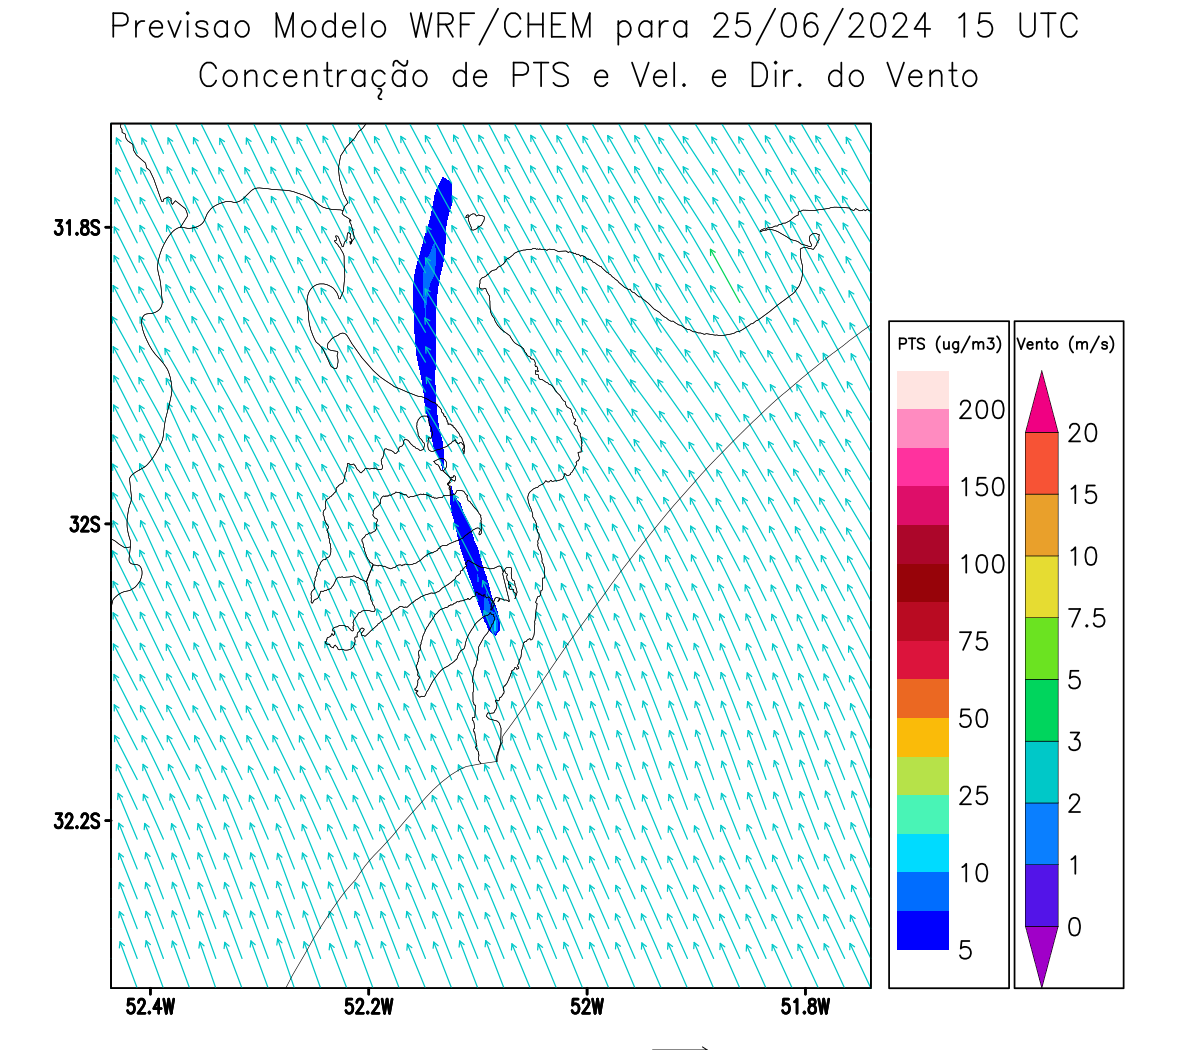 Previsao Modelo WRF/CHEM para 25/06/2024 15 UTC
Concentração de PTS e Vel. e Dir. do Vento
31.8S
32S
32.2S
52.4W 52.2W 52W 51.8W
PTS (ug/m3)
200
150
100
75
50
25
10
5
Vento (m/s)
20
15
10
7.5
5
3
2
1
0